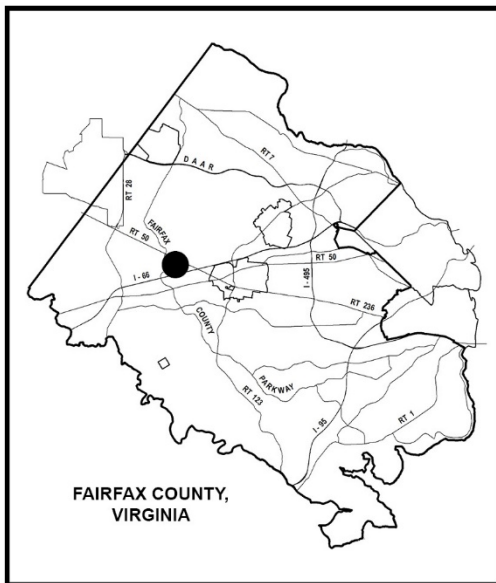 RT 7
DAAR
RT 28
FAIRFAX
RT 50
RT 50
I - 66
I - 495
RT 236
COUNTY
PARKWAY
RT 123
I - 95
RT 1
FAIRFAX COUNTY,
VIRGINIA